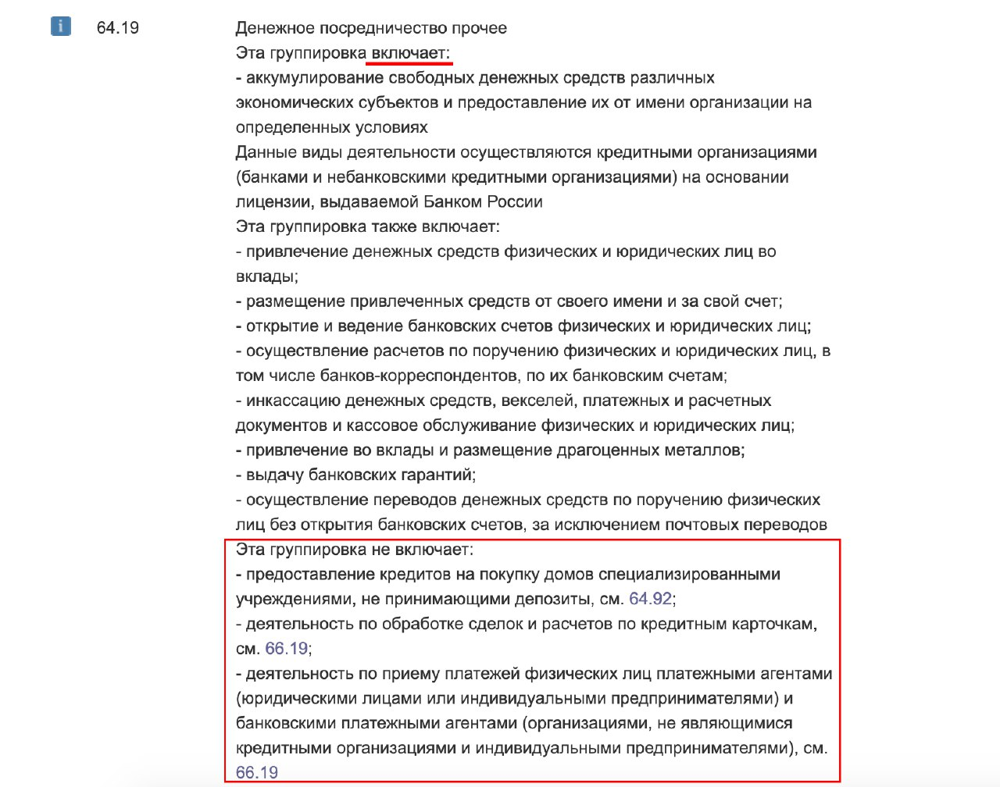 i 64.19 Денежное посредничество прочее
Эта группировка включает:
- аккумулирование свободных денежных средств различных
экономических субъектов и предоставление их от имени организации на
определенных условиях
Данные виды деятельности осуществляются кредитными организациями
(банками и небанковскими кредитными организациями) на основании
лицензии, выдаваемой Банком России
Эта группировка также включает:
- привлечение денежных средств физических и юридических лиц во
вклады;
- размещение привлеченных средств от своего имени и за свой счет;
- открытие и ведение банковских счетов физических и юридических лиц;
- осуществление расчетов по поручению физических и юридических лиц, в
том числе банков-корреспондентов, по их банковским счетам;
- инкассацию денежных средств, векселей, платежных и расчетных
документов и кассовое обслуживание физических и юридических лиц;
- привлечение во вклады и размещение драгоценных металлов;
- выдачу банковских гарантий;
- осуществление переводов денежных средств по поручению физических
лиц без открытия банковских счетов, за исключением почтовых переводов
Эта группировка не включает:
- предоставление кредитов на покупку домов специализированными
учреждениями, не принимающими депозиты, см. 64.92;
- деятельность по обработке сделок и расчетов по кредитным карточкам,
см. 66.19;
- деятельность по приему платежей физических лиц платежными агентами
(юридическими лицами или индивидуальными предпринимателями) и
банковскими платежными агентами (организациями, не являющимися
кредитными организациями и индивидуальными предпринимателями), см.
66.19